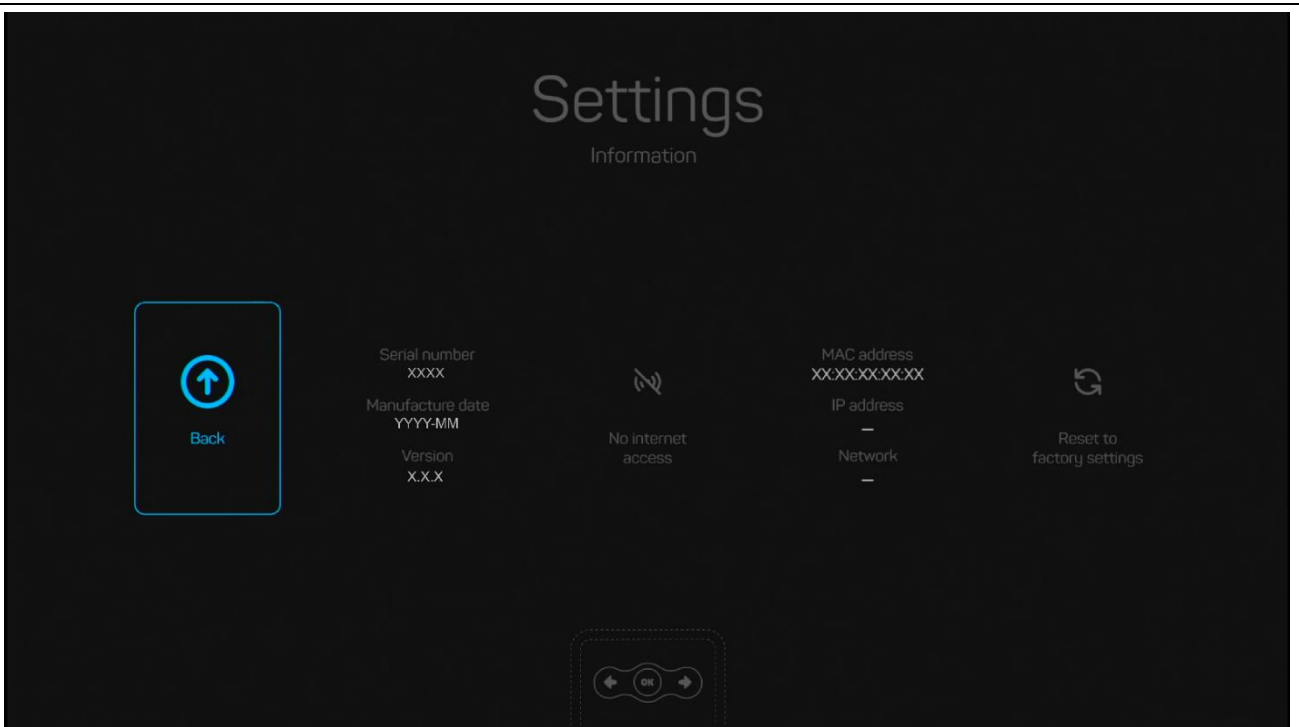 Settings
Information
Back
Serial number
XXXX
Manufacture date
YYYY-MM
Version
X.X.X
No internet
access
MAC address
XX:XX:XX:XX:XX
IP address
—
Network
—
Reset to
factory settings
OK